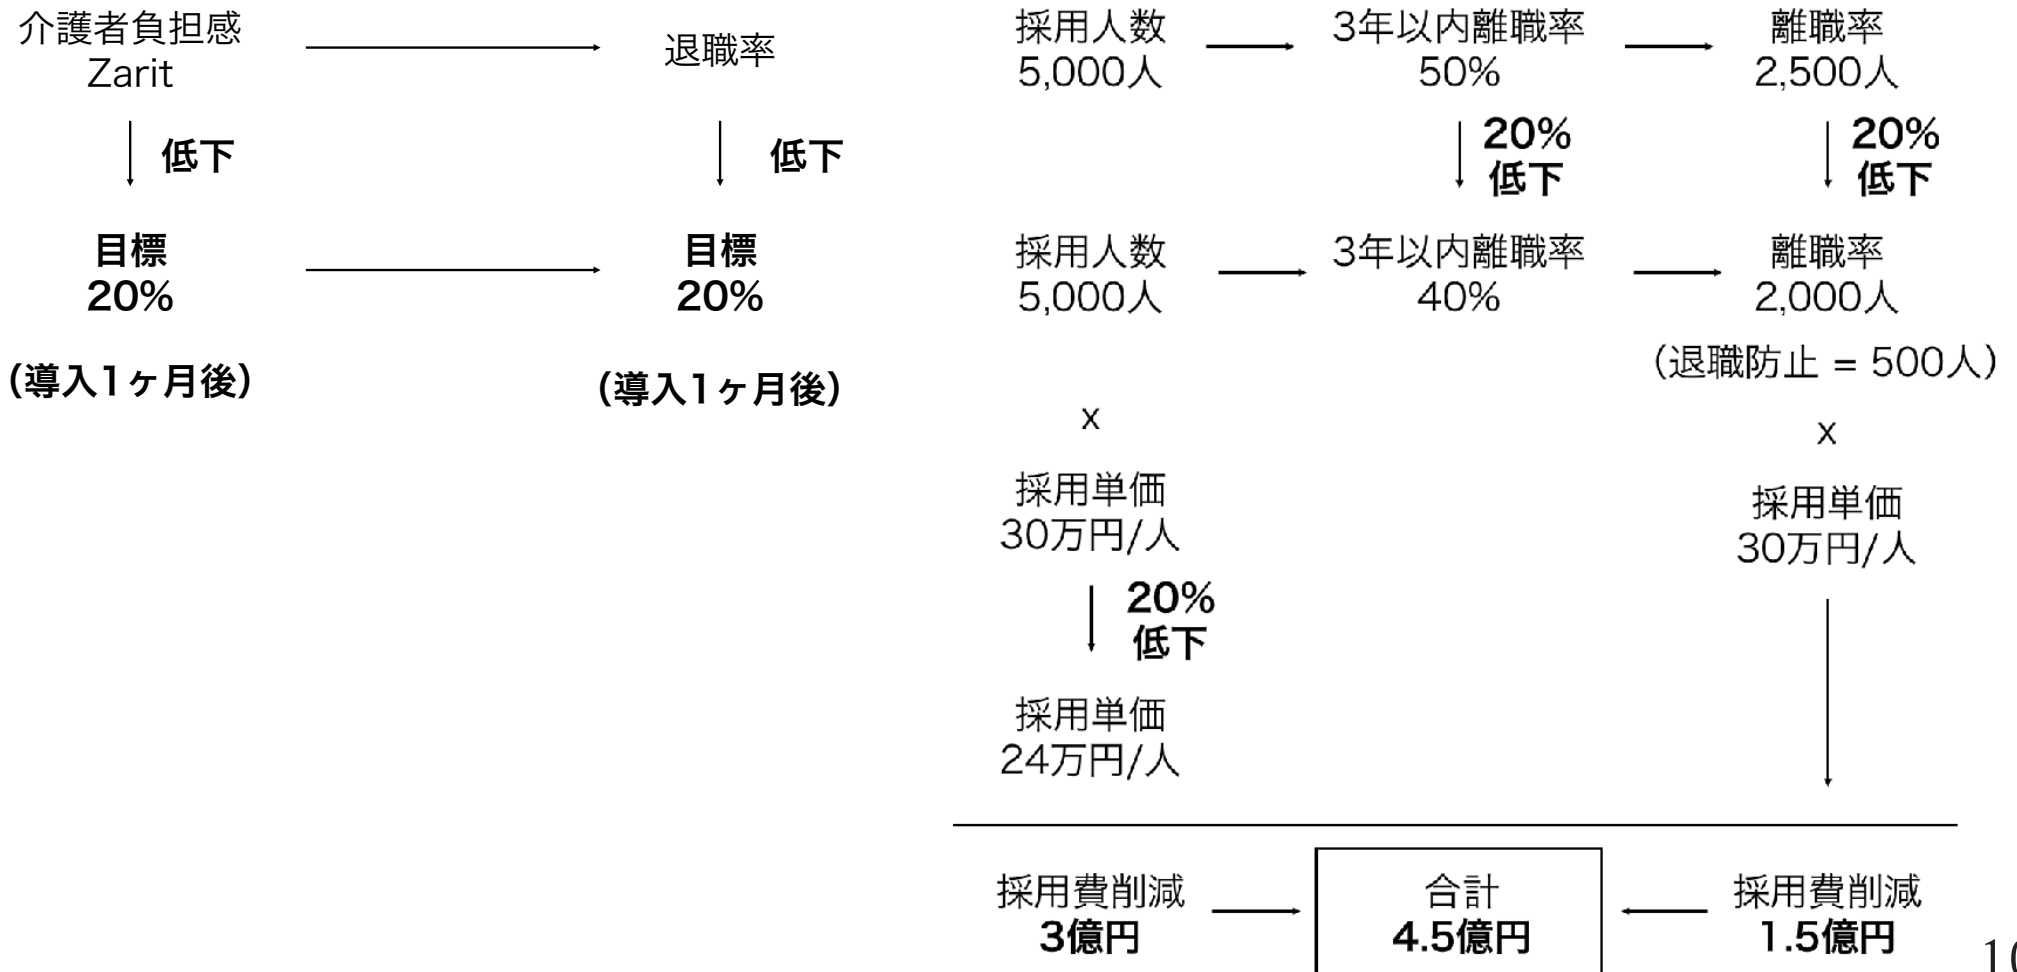 介護者負担感
Zarit
退職率
低下
低下
目標
20%
目標
20%
(導入1ヶ月後)
(導入1ヶ月後)
採用人数
5,000人
3年以内離職率
50%
離職率
2,500人
20%
低下
20%
低下
採用人数
5,000人
3年以内離職率
40%
離職率
2,000人
(退職防止 = 500人)
x
x
採用単価
30万円/人
採用単価
30万円/人
20%
低下
採用単価
24万円/人
採用費削減
3億円
合計
4.5億円
採用費削減
1.5億円